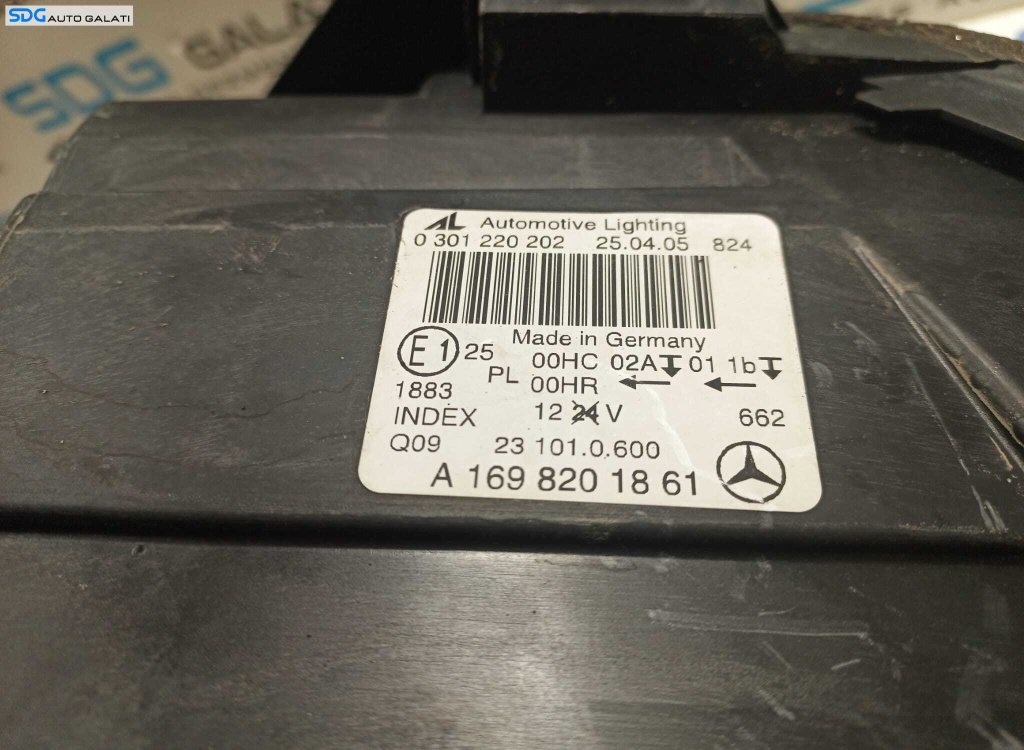 SDG AUTO GALATI
SDG GALA
AL Automotive Lighting
0 301 220 202 25.04.05 824
Made in Germany
E1 25 00HC 02A 01 1b
PL 00HR ← ←
1883
INDEX 12 24 V 662
Q09 23 101.0.600
A 169 820 18 61